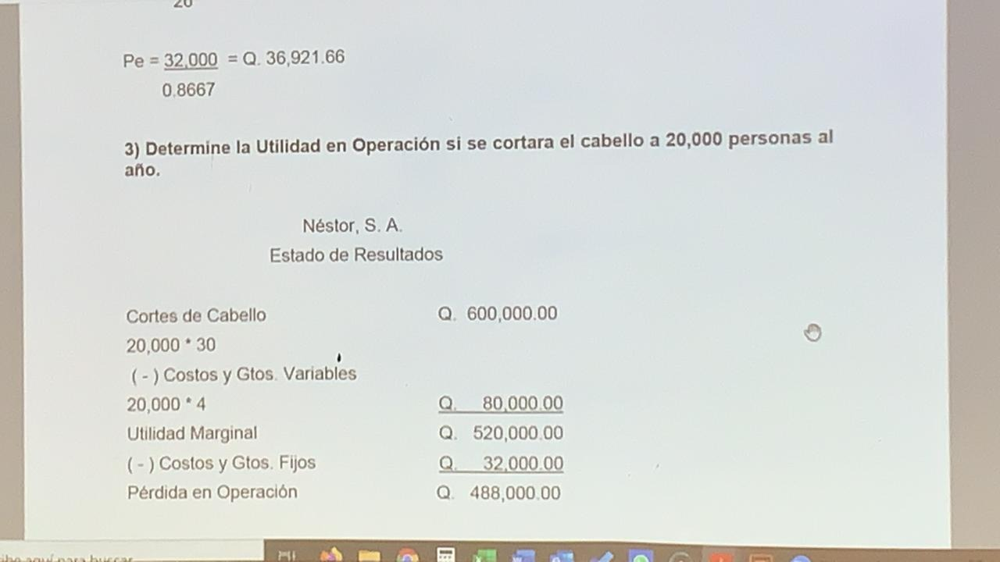 20
Pe = 32,000 = Q. 36,921.66
0.8667
3) Determine la Utilidad en Operación si se cortara el cabello a 20,000 personas al
año.
Néstor, S. A.
Estado de Resultados
Cortes de Cabello Q. 600,000.00
20,000 * 30
( - ) Costos y Gtos. Variables
20,000 * 4 Q. 80,000.00
Utilidad Marginal Q. 520,000.00
( - ) Costos y Gtos. Fijos Q. 32,000.00
Pérdida en Operación Q. 488,000.00
aquí para buscar